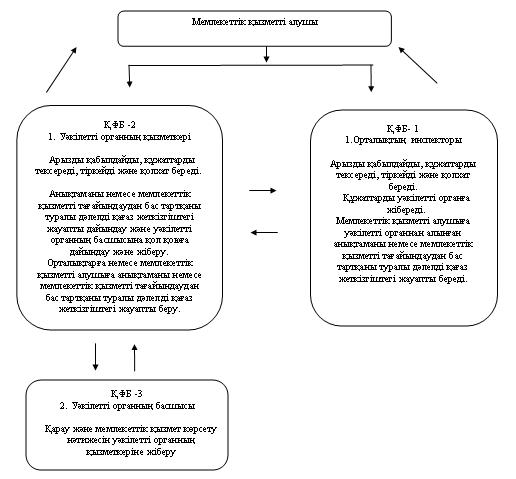 Мемлекеттік қызметті алушы
ҚФБ -2
1. Уәкілетті органның қызметкері
Арызды қабылдайды, құжаттарды
тексереді, тіркейді және қолхат береді.
Анықтаманы немесе мемлекеттік
қызметті тағайындаудан бас тартқаны
туралы дәлелді қағаз жеткізгіштегі
жауапты дайындау және уәкілетті
органның басшысына қол қоюға
дайындау және жіберу.
Орталықтарға немесе мемлекеттік
қызметті алушыға анықтаманы немесе
мемлекеттік қызметті тағайындаудан
бас тартқаны туралы дәлелді қағаз
жеткізгіштегі жауапты беру.
ҚФБ- 1
1.Орталықтың инспекторы
Арызды қабылдайды, құжаттарды
тексереді, тіркейді және қолхат
береді.
Құжаттарды уәкілетті органға
жібереді.
Мемлекеттік қызметті алушыға
уәкілетті органнан алынған
анықтаманы немесе мемлекеттік
қызметті тағайындаудан бас
тартқаны туралы дәлелді қағаз
жеткізгіштегі жауапты береді.
ҚФБ -3
2. Уәкілетті органның басшысы
Қарау және мемлекеттік қызмет көрсету
нәтижесін уәкілетті органның
қызметкеріне жіберу